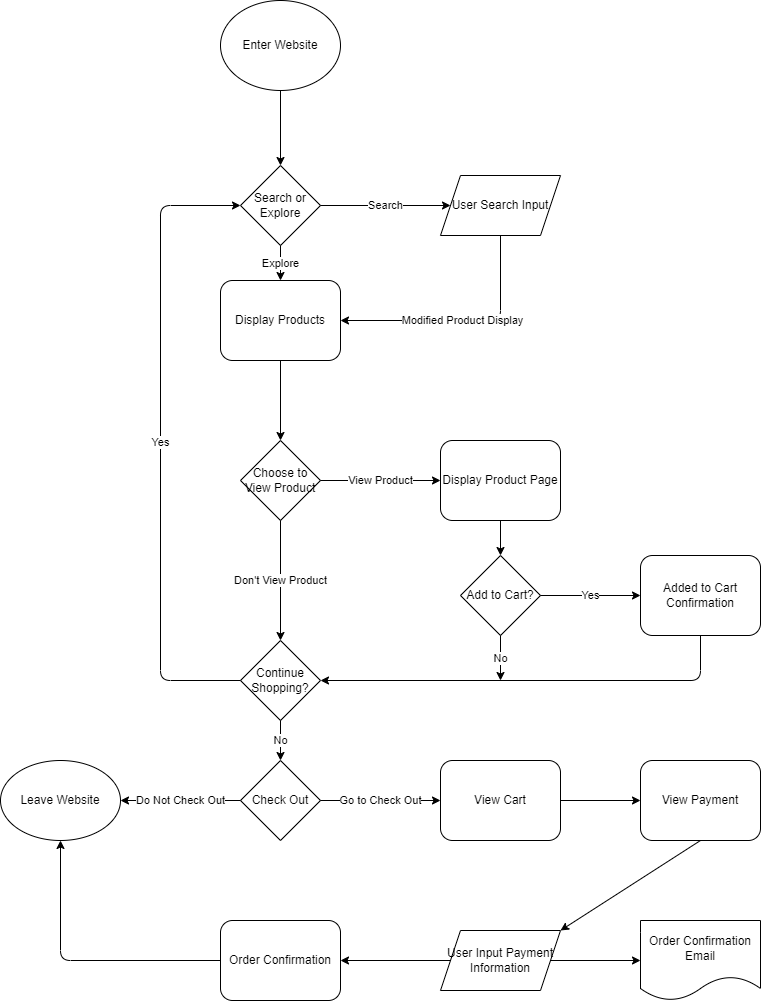 Enter Website
Search or
Explore
Search
User Search Input
Explore
Display Products
Modified Product Display
Yes
Choose to
View Product
View Product
Display Product Page
Don't View Product
Add to Cart?
Yes
Added to Cart
Confirmation
No
Continue
Shopping?
No
Leave Website
Do Not Check Out
Check Out
Go to Check Out
View Cart
View Payment
Order Confirmation
User Input Payment
Information
Order Confirmation
Email